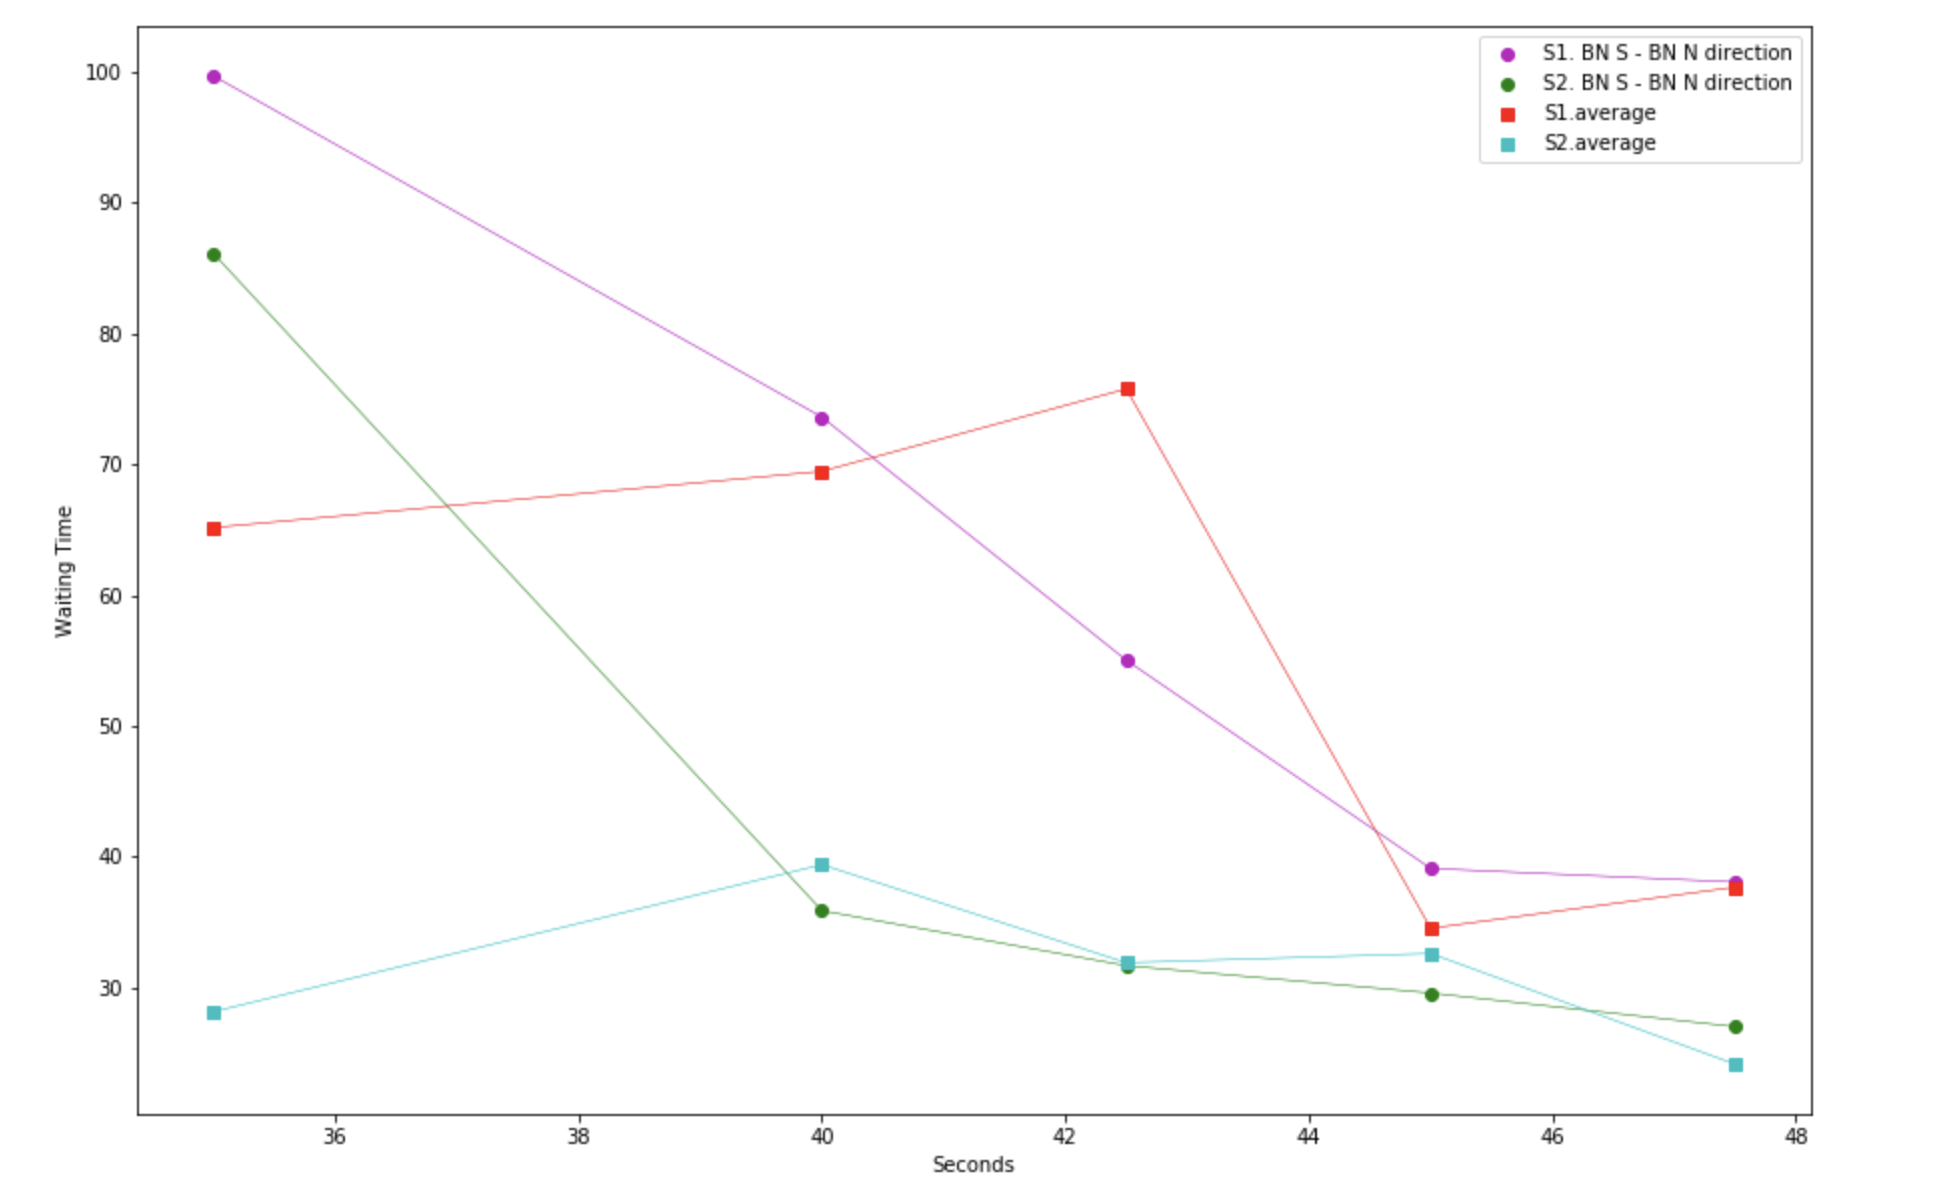 S1. BN S - BN N direction
S2. BN S - BN N direction
S1.average
S2.average
100
90
80
70
60
50
40
30
Waiting Time
36 38 40 42 44 46 48
Seconds